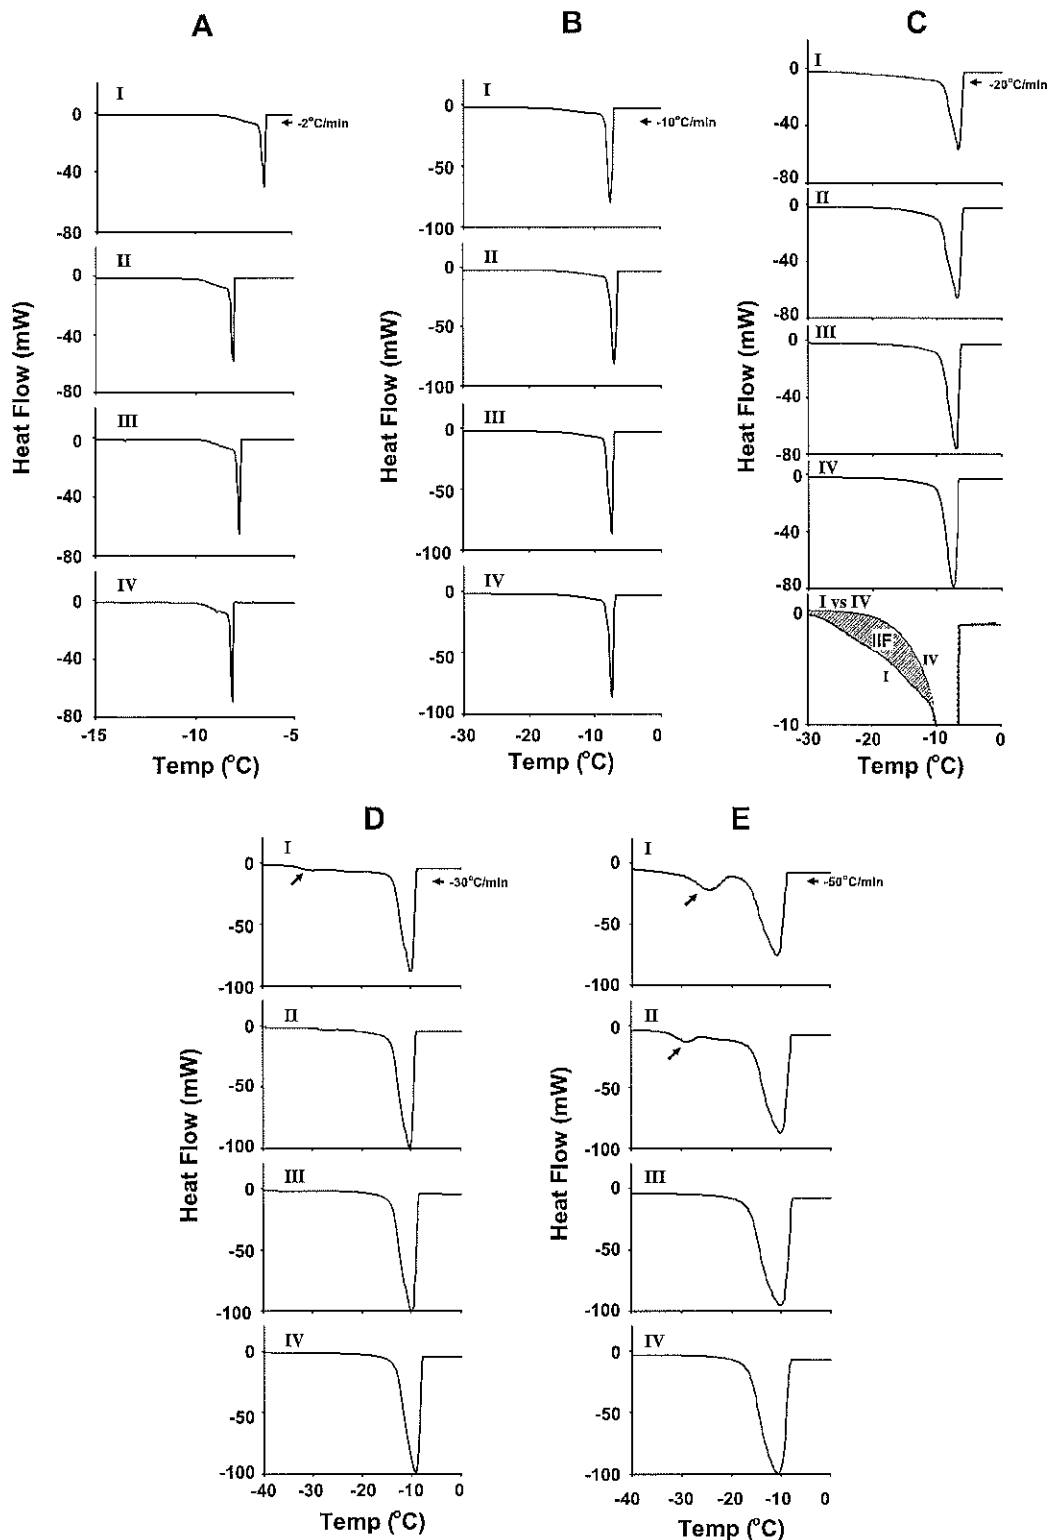 A
I
0
-40
-80
-2°C/min
II
0
-40
-80
III
0
-40
-80
IV
0
-40
-80
-15
-10
-5
Heat Flow (mW)
Temp (°C)
B
I
0
-50
-100
-10°C/min
II
0
-50
-100
III
0
-50
-100
IV
0
-50
-100
-30
-20
-10
0
Heat Flow (mW)
Temp (°C)
C
I
0
-40
-80
-20°C/min
II
0
-40
-80
III
0
-40
-80
IV
0
-40
-80
I vs IV
0
IIF
IV
I
-10
-30
-20
-10
0
Heat Flow (mW)
Temp (°C)
D
I
0
-50
-100
-30°C/min
II
0
-50
-100
III
0
-50
-100
IV
0
-50
-100
-40
-30
-20
-10
0
Heat Flow (mW)
Temp (°C)
E
I
0
-50
-100
-50°C/min
II
0
-50
-100
III
0
-50
-100
IV
0
-50
-100
-40
-30
-20
-10
0
Heat Flow (mW)
Temp (°C)